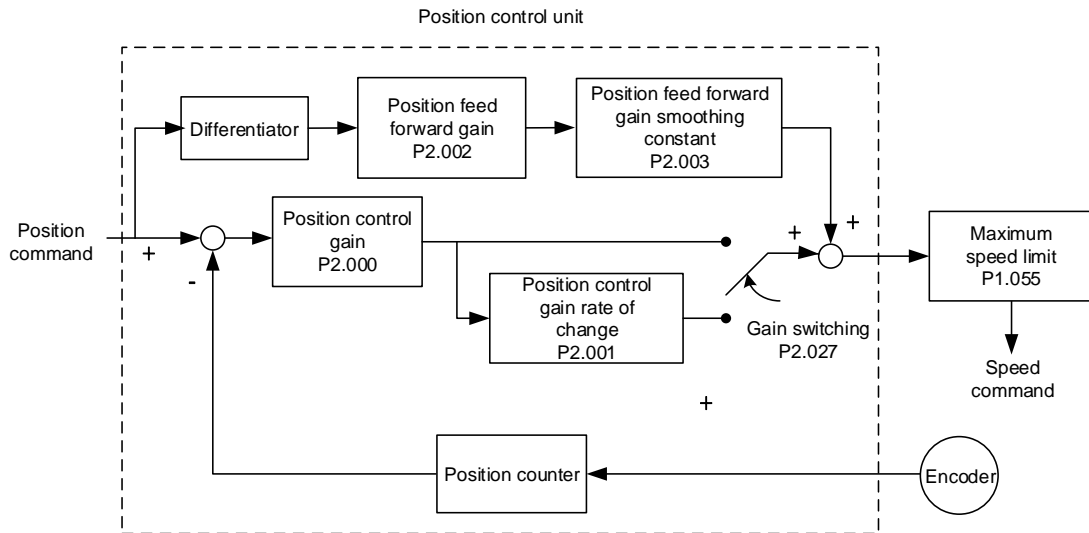 Position control unit
Differentiator
Position feed
forward gain
P2.002
Position feed forward
gain smoothing
constant
P2.003
Position
command
+
-
Position control
gain
P2.000
Position control
gain rate of
change
P2.001
+
+
Gain switching
P2.027
+
Maximum
speed limit
P1.055
Speed
command
Position counter
Encoder